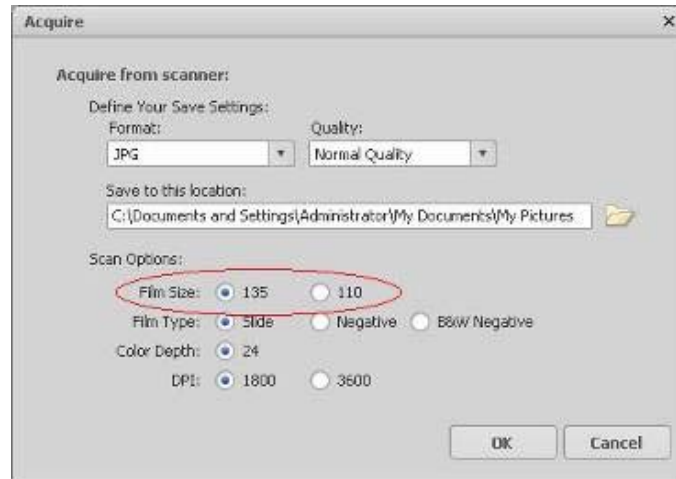 Acquire
Acquire from scanner:
Define Your Save Settings:
Format: Quality:
JPG Normal Quality
Save to this location:
C:\Documents and Settings\Administrator\My Documents\My Pictures
Scan Options:
Film Size: 135 110
Film Type: Slide Negative B&W Negative
Color Depth: 24
DPI: 1800 3600
OK Cancel